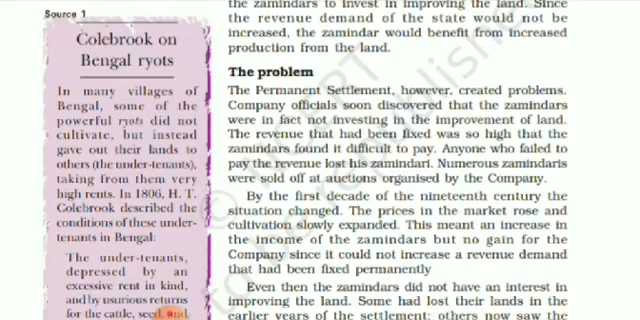 Source 1
Colebrook on
Bengal ryots
In many villages of
Bengal, some of the
powerful ryots did not
cultivate, but instead
gave out their lands to
others (the under-tenants),
taking from them very
high rents. In 1806, H. T.
Colebrook described the
conditions of these under-
tenants in Bengal:
The under-tenants,
depressed by an
excessive rent in kind,
and by usurious returns
for the cattle, seed, and
the zamindars to invest in improving the land. Since
the revenue demand of the state would not be
increased, the zamindar would benefit from increased
production from the land.
The problem
The Permanent Settlement, however, created problems.
Company officials soon discovered that the zamindars
were in fact not investing in the improvement of land.
The revenue that had been fixed was so high that the
zamindars found it difficult to pay. Anyone who failed to
pay the revenue lost his zamindari. Numerous zamindaris
were sold off at auctions organised by the Company.
By the first decade of the nineteenth century the
situation changed. The prices in the market rose and
cultivation slowly expanded. This meant an increase in
the income of the zamindars but no gain for the
Company since it could not increase a revenue demand
that had been fixed permanently
Even then the zamindars did not have an interest in
improving the land. Some had lost their lands in the
earlier years of the settlement; others now saw the
© NCERT
not to be republished